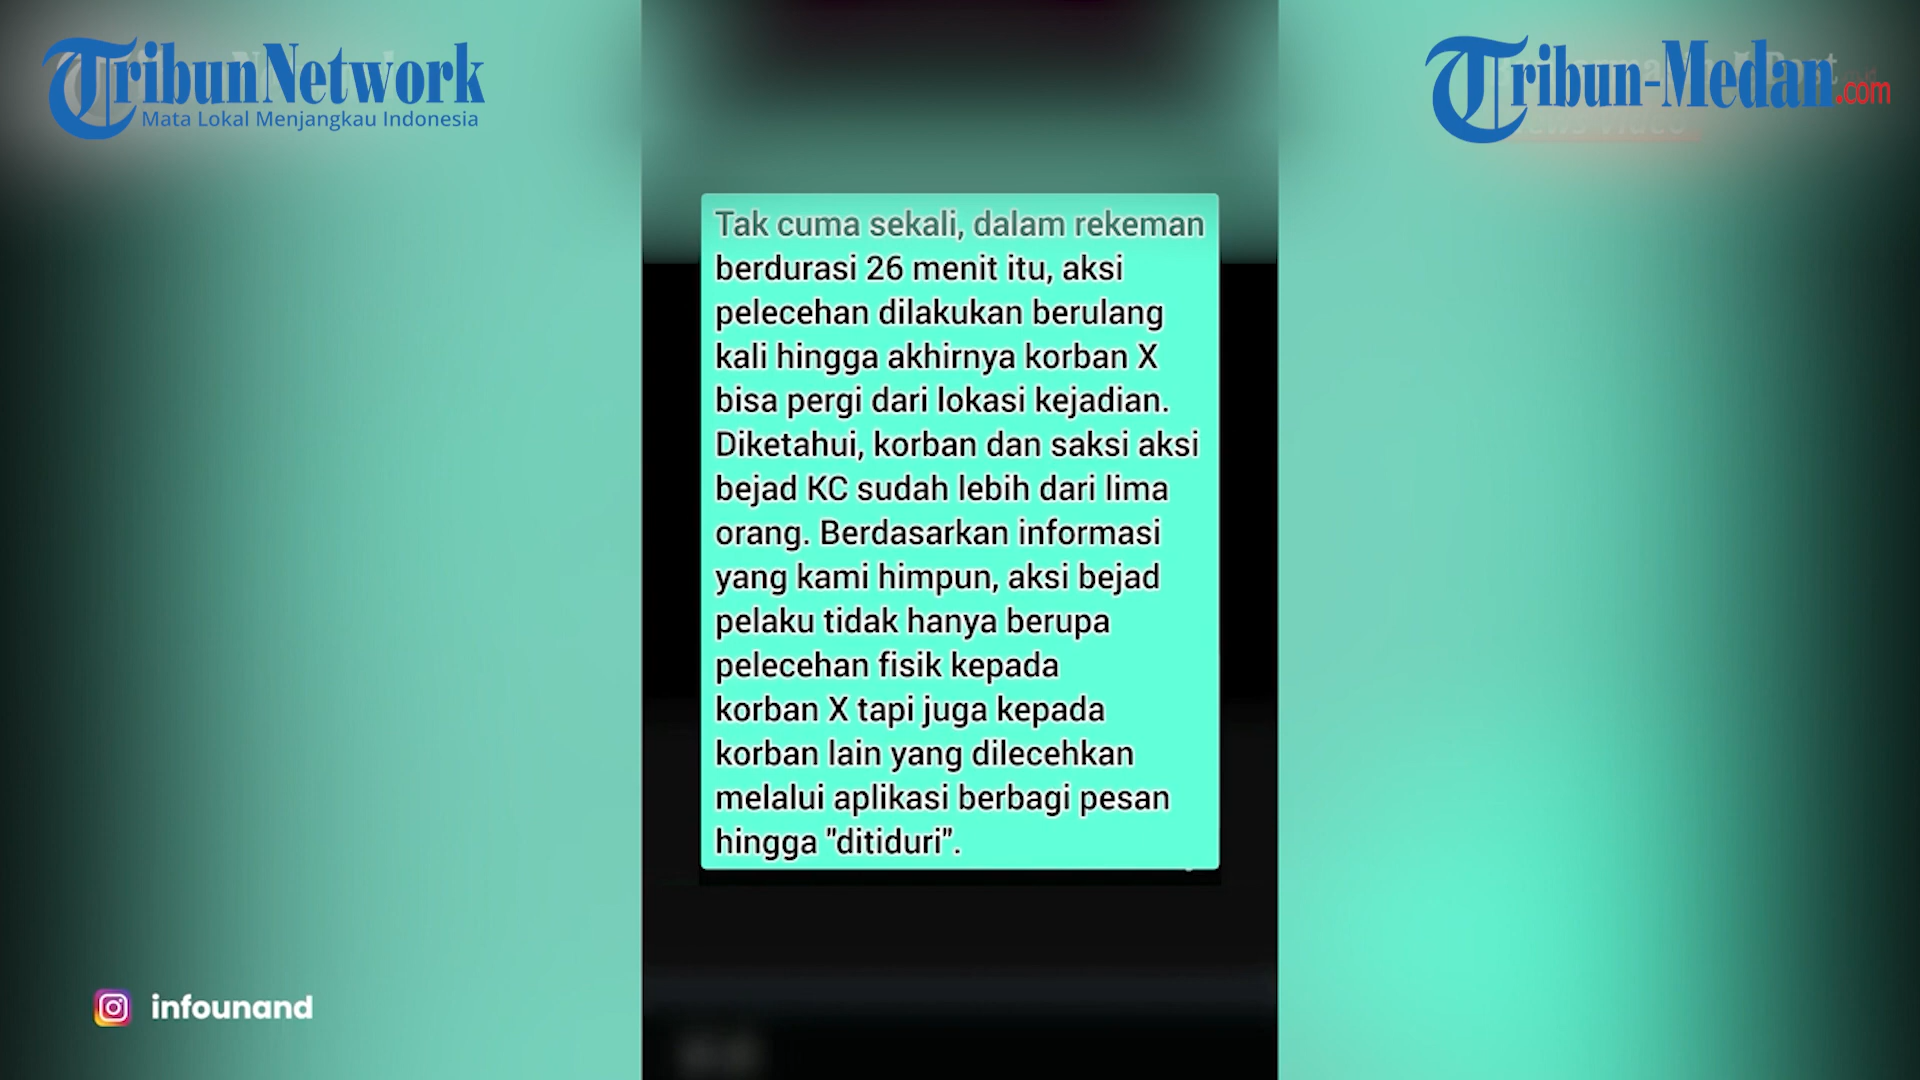 TribunNetwork
Mata Lokal Menjangkau Indonesia
Tribun-Medan.com
Tak cuma sekali, dalam rekeman
berdurasi 26 menit itu, aksi
pelecehan dilakukan berulang
kali hingga akhirnya korban X
bisa pergi dari lokasi kejadian.
Diketahui, korban dan saksi aksi
bejad KC sudah lebih dari lima
orang. Berdasarkan informasi
yang kami himpun, aksi bejad
pelaku tidak hanya berupa
pelecehan fisik kepada
korban X tapi juga kepada
korban lain yang dilecehkan
melalui aplikasi berbagi pesan
hingga "ditiduri".
infounand